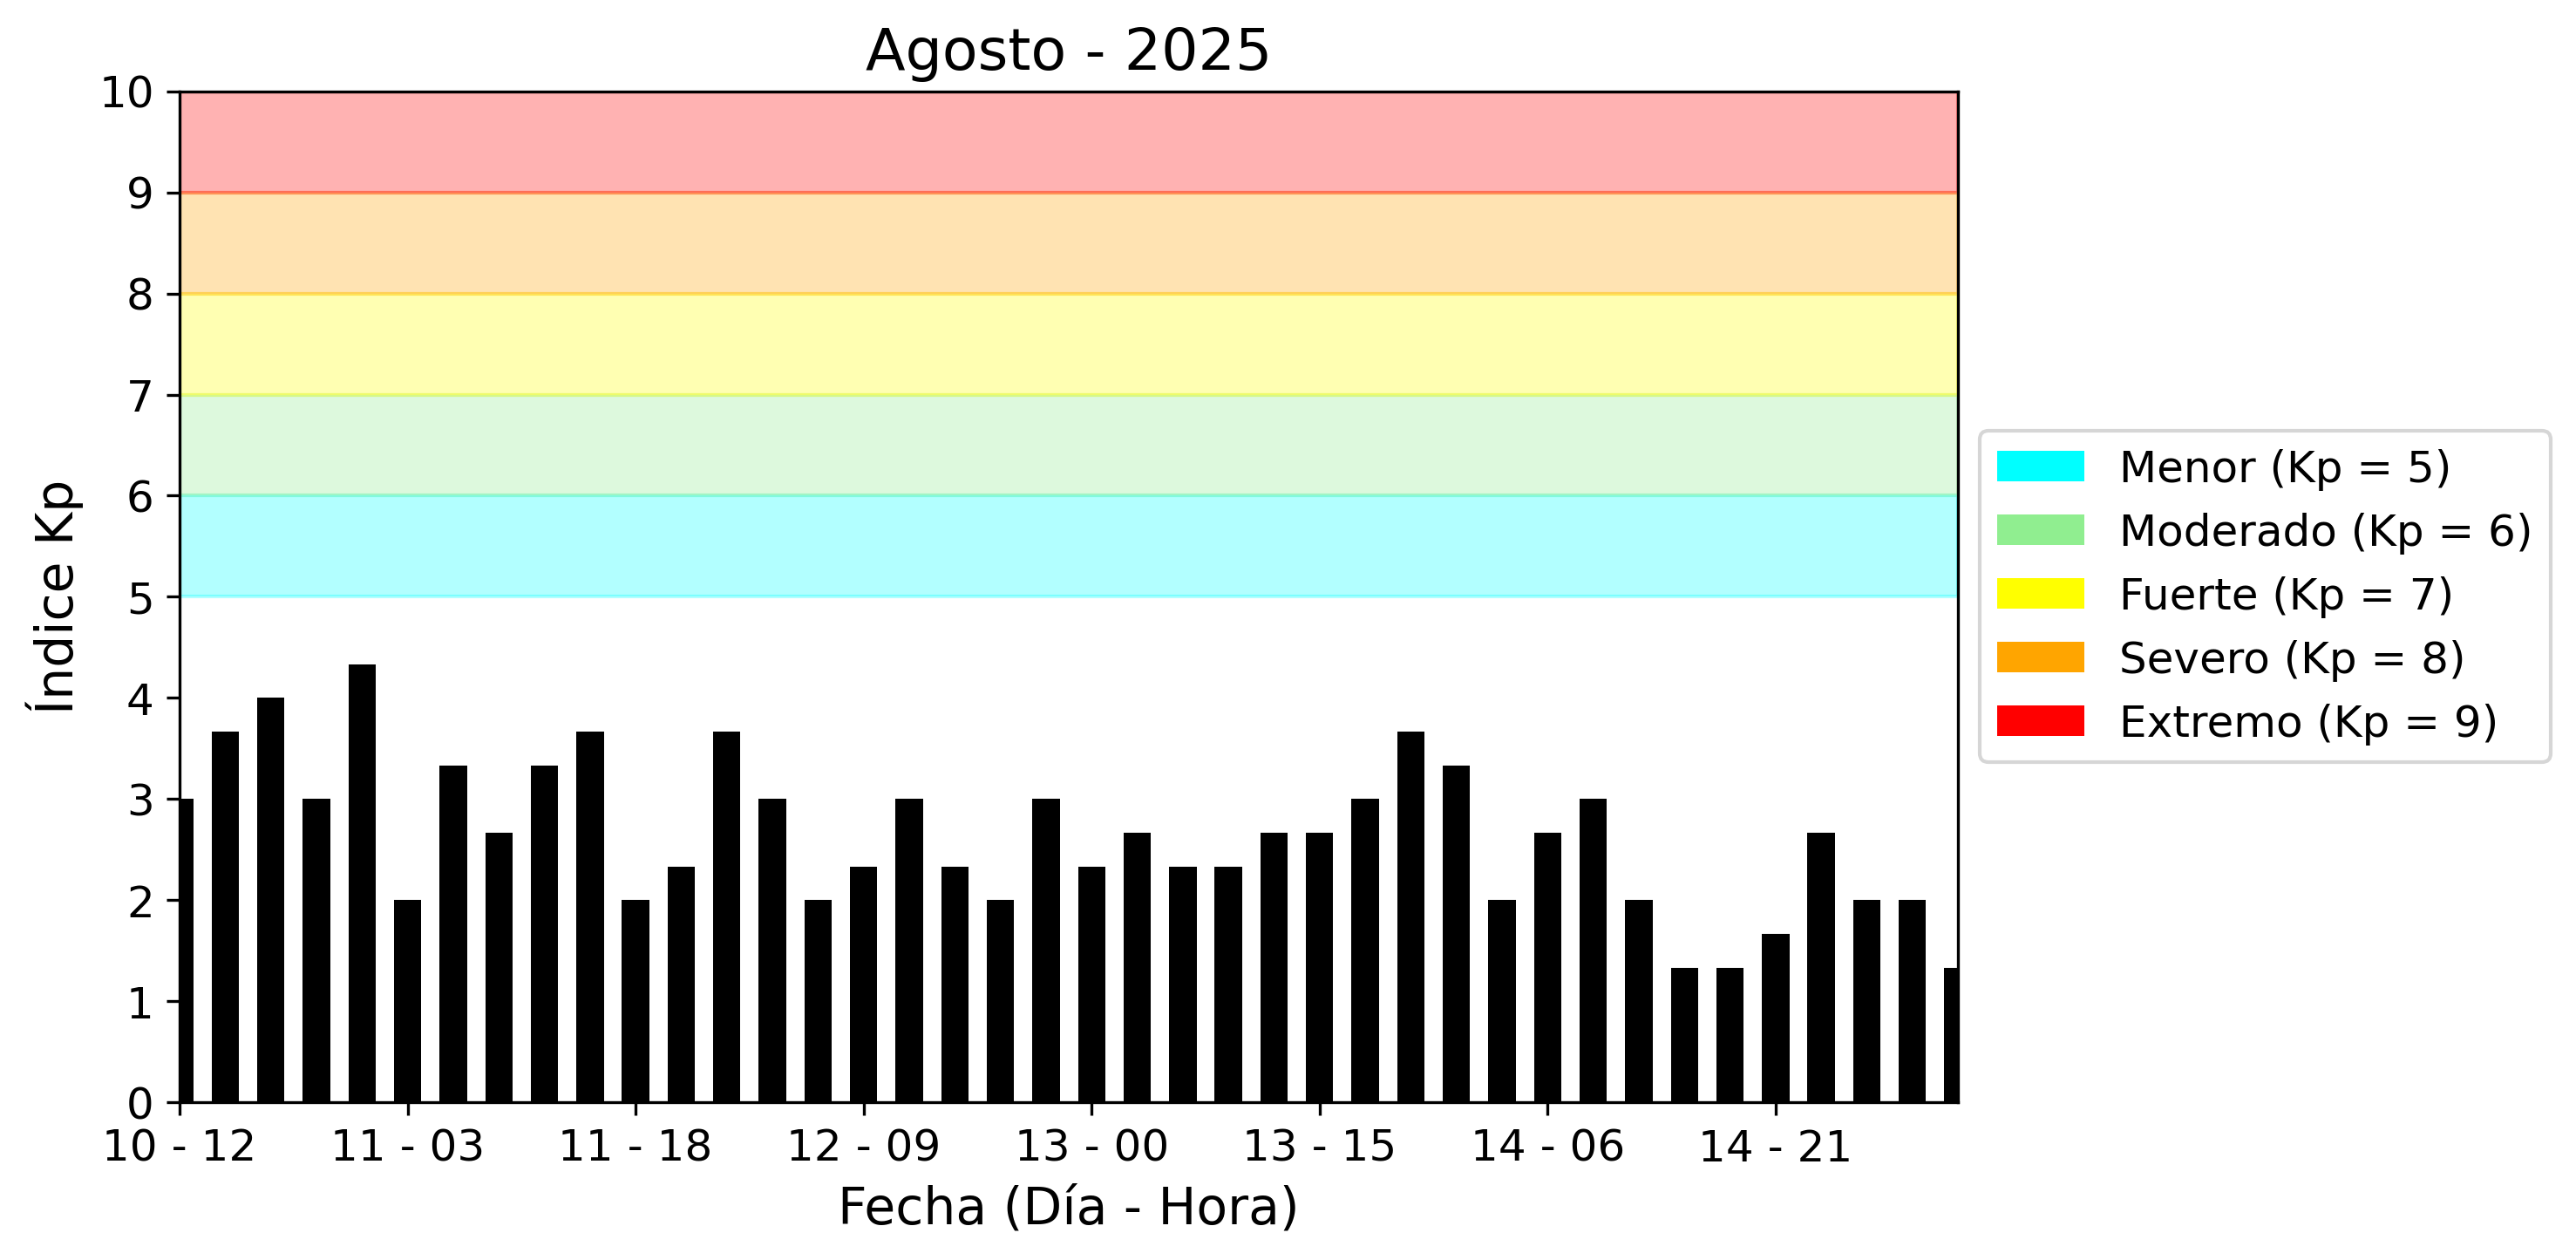 Agosto - 2025
Índice Kp
10
9
8
7
6
5
4
3
2
1
0
10 - 12
11 - 03
11 - 18
12 - 09
13 - 00
13 - 15
14 - 06
14 - 21
Fecha (Día - Hora)
Menor (Kp = 5)
Moderado (Kp = 6)
Fuerte (Kp = 7)
Severo (Kp = 8)
Extremo (Kp = 9)